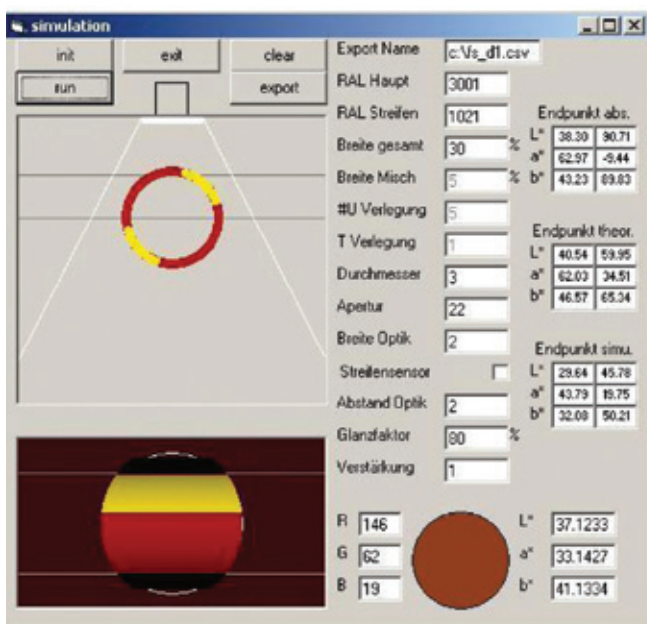 simulation
init exit clear
run export
Export Name c:\fs_d1.csv
RAL Haupt 3001
RAL Streifen 1021
Breite gesamt 30 %
Breite Misch 5 %
#U Verlegung 5
T Verlegung 1
Durchmesser 3
Apertur 22
Breite Optik 2
Streifensensor
Abstand Optik 2
Glanzfaktor 80 %
Verstärkung 1
Endpunkt abs.
L* 38.30 90.71
a* 62.97 -9.44
b* 43.23 89.83
Endpunkt theor.
L* 40.54 59.95
a* 62.03 34.51
b* 46.57 65.34
Endpunkt simu.
L* 29.64 45.78
a* 43.79 19.75
b* 32.08 50.21
R 146 L* 37.1233
G 62 a* 33.1427
B 19 b* 41.1334